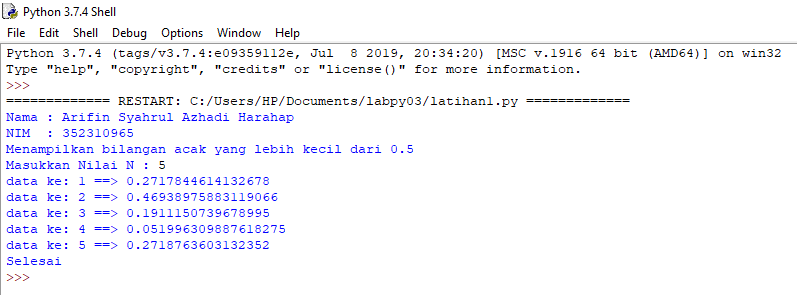 Python 3.7.4 Shell
File Edit Shell Debug Options Window Help
Python 3.7.4 (tags/v3.7.4:e09359112e, Jul  8 2019, 20:34:20) [MSC v.1916 64 bit (AMD64)] on win32
Type "help", "copyright", "credits" or "license()" for more information.
>>>
============= RESTART: C:/Users/HP/Documents/labpy03/latihan1.py =============
Nama : Arifin Syahrul Azhadi Harahap
NIM  : 352310965
Menampilkan bilangan acak yang lebih kecil dari 0.5
Masukkan Nilai N : 5
data ke: 1 ==> 0.2717844614132678
data ke: 2 ==> 0.46938975883119066
data ke: 3 ==> 0.1911150739678995
data ke: 4 ==> 0.051996309887618275
data ke: 5 ==> 0.2718763603132352
Selesai
>>>